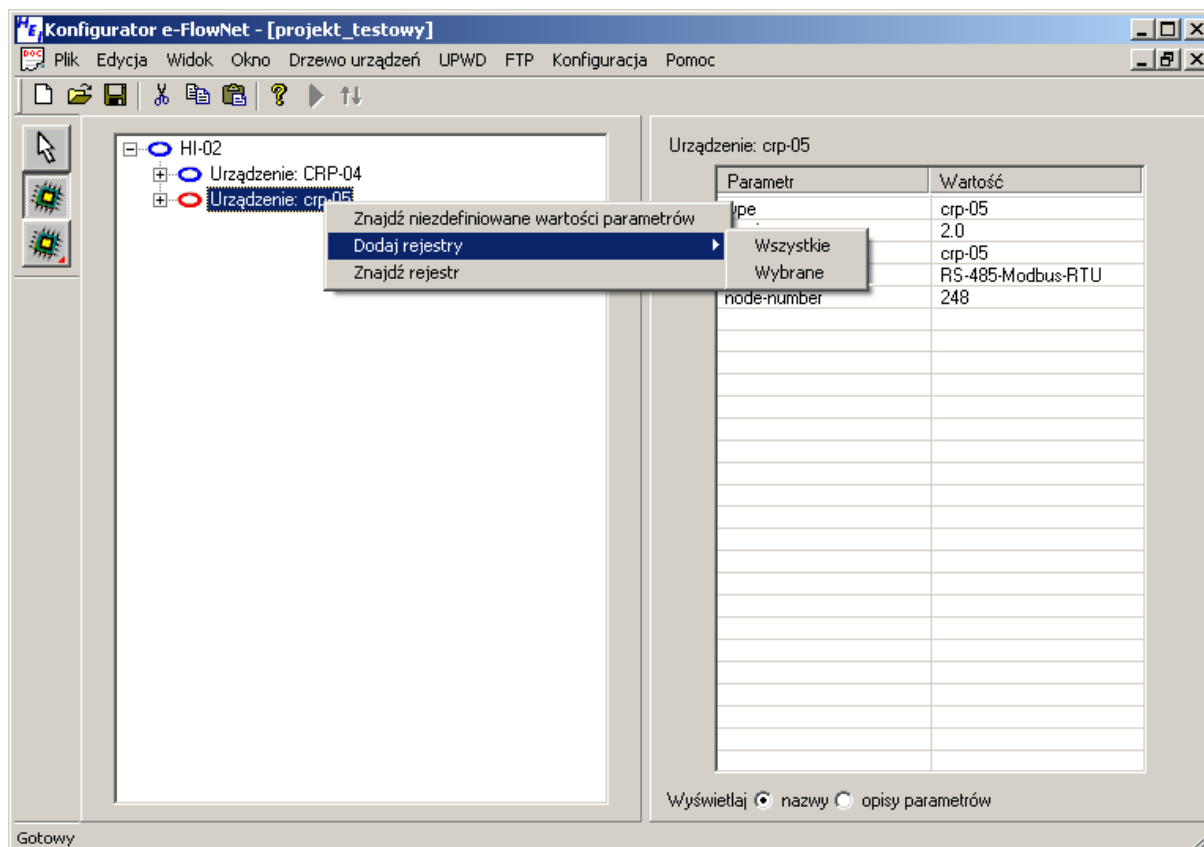 Konfigurator e-FlowNet - [projekt_testowy]
Plik Edycja Widok Okno Drzewo urządzeń UPWD FTP Konfiguracja Pomoc
HI-02
Urządzenie: CRP-04
Urządzenie: crp-05
Znajdź niezdefiniowane wartości parametrów
Dodaj rejestry
Znajdź rejestr
Wszystkie
Wybrane
Urządzenie: crp-05
Parametr Wartość
ype crp-05
2.0
crp-05
RS-485-Modbus-RTU
node-number 248
Wyświetlaj nazwy opisy parametrów
Gotowy